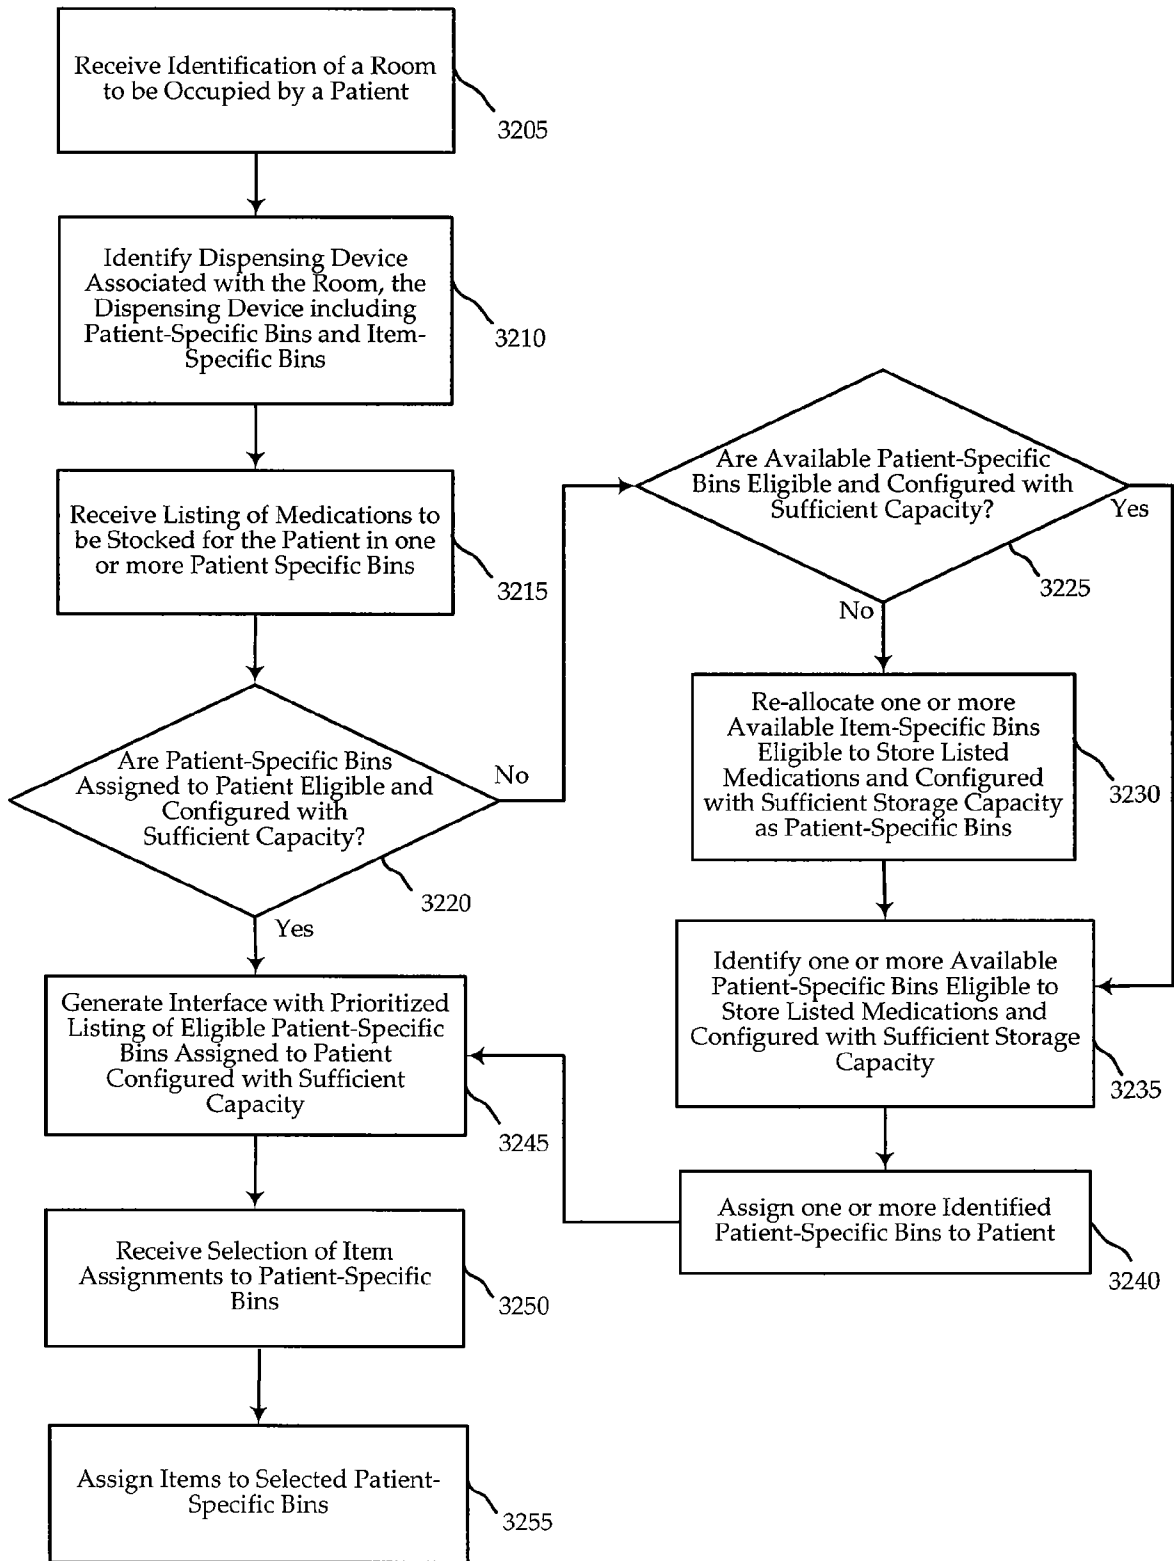 Receive Identification of a Room
to be Occupied by a Patient
3205
Identify Dispensing Device
Associated with the Room, the
Dispensing Device including
Patient-Specific Bins and Item-
Specific Bins
3210
Receive Listing of Medications to
be Stocked for the Patient in one
or more Patient Specific Bins
3215
Are Patient-Specific Bins
Assigned to Patient Eligible and
Configured with
Sufficient Capacity?
No
3220
Yes
Are Available Patient-Specific
Bins Eligible and Configured with
Sufficient Capacity?
Yes
3225
No
Re-allocate one or more
Available Item-Specific Bins
Eligible to Store Listed
Medications and Configured
with Sufficient Storage Capacity
as Patient-Specific Bins
3230
Identify one or more Available
Patient-Specific Bins Eligible to
Store Listed Medications and
Configured with Sufficient Storage
Capacity
3235
Assign one or more Identified
Patient-Specific Bins to Patient
3240
Generate Interface with Prioritized
Listing of Eligible Patient-Specific
Bins Assigned to Patient
Configured with Sufficient
Capacity
3245
Receive Selection of Item
Assignments to Patient-Specific
Bins
3250
Assign Items to Selected Patient-
Specific Bins
3255